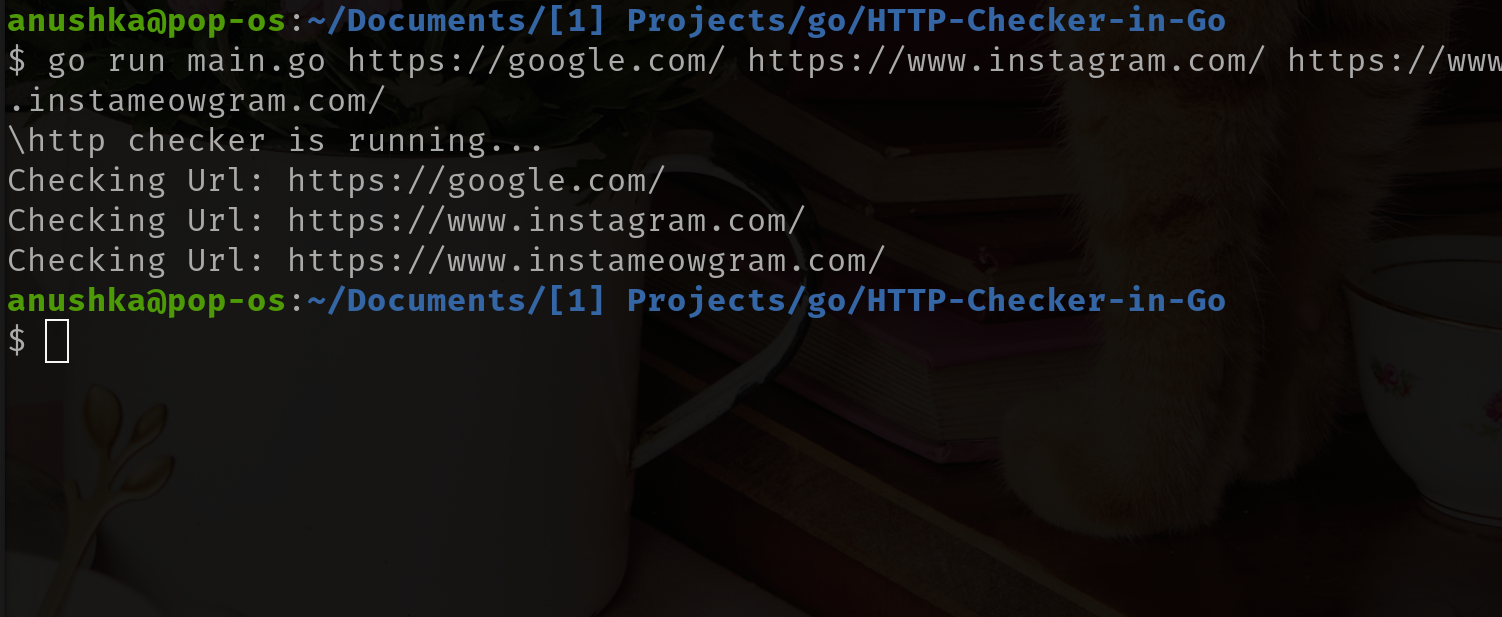 anushka@pop-os:~/Documents/[1] Projects/go/HTTP-Checker-in-Go
$ go run main.go https://google.com/ https://www.instagram.com/ https://www
.instameowgram.com/
\http checker is running...
Checking Url: https://google.com/
Checking Url: https://www.instagram.com/
Checking Url: https://www.instameowgram.com/
anushka@pop-os:~/Documents/[1] Projects/go/HTTP-Checker-in-Go
$